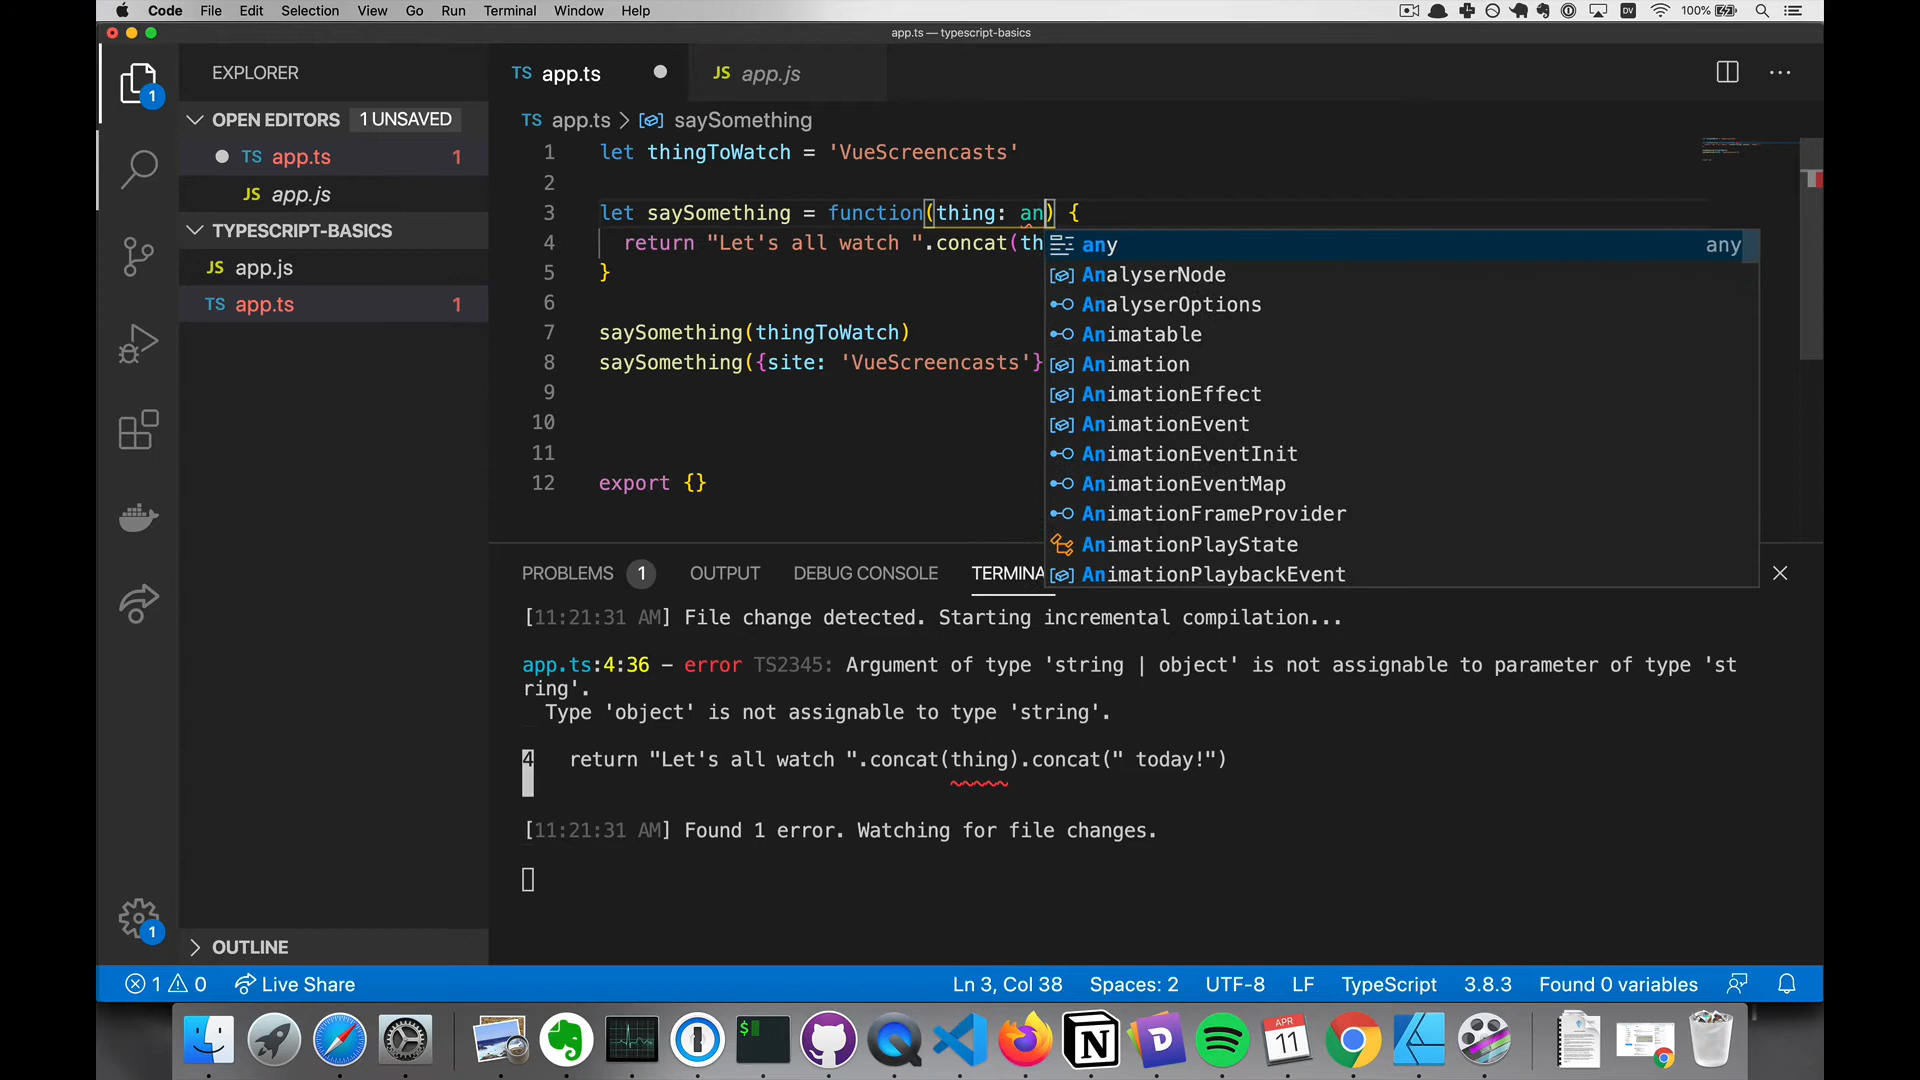 Code File Edit Selection View Go Run Terminal Window Help 100%
app.ts — typescript-basics
EXPLORER
OPEN EDITORS 1 UNSAVED
TS app.ts 1
JS app.js
TYPESCRIPT-BASICS
JS app.js
TS app.ts 1
OUTLINE
1
1
TS app.ts
JS app.js
TS app.ts > saySomething
1 let thingToWatch = 'VueScreencasts'
2
3 let saySomething = function(thing: an) {
4 return "Let's all watch ".concat(th
5 }
6
7 saySomething(thingToWatch)
8 saySomething({site: 'VueScreencasts'}
9
10
11
12 export {}
any any
AnalyserNode
AnalyserOptions
Animatable
Animation
AnimationEffect
AnimationEvent
AnimationEventInit
AnimationEventMap
AnimationFrameProvider
AnimationPlayState
AnimationPlaybackEvent
PROBLEMS 1 OUTPUT DEBUG CONSOLE TERMINA
[11:21:31 AM] File change detected. Starting incremental compilation...
app.ts:4:36 - error TS2345: Argument of type 'string | object' is not assignable to parameter of type 'st
ring'.
Type 'object' is not assignable to type 'string'.
4 return "Let's all watch ".concat(thing).concat(" today!")
[11:21:31 AM] Found 1 error. Watching for file changes.
1 0 Live Share Ln 3, Col 38 Spaces: 2 UTF-8 LF TypeScript 3.8.3 Found 0 variables
APR
11